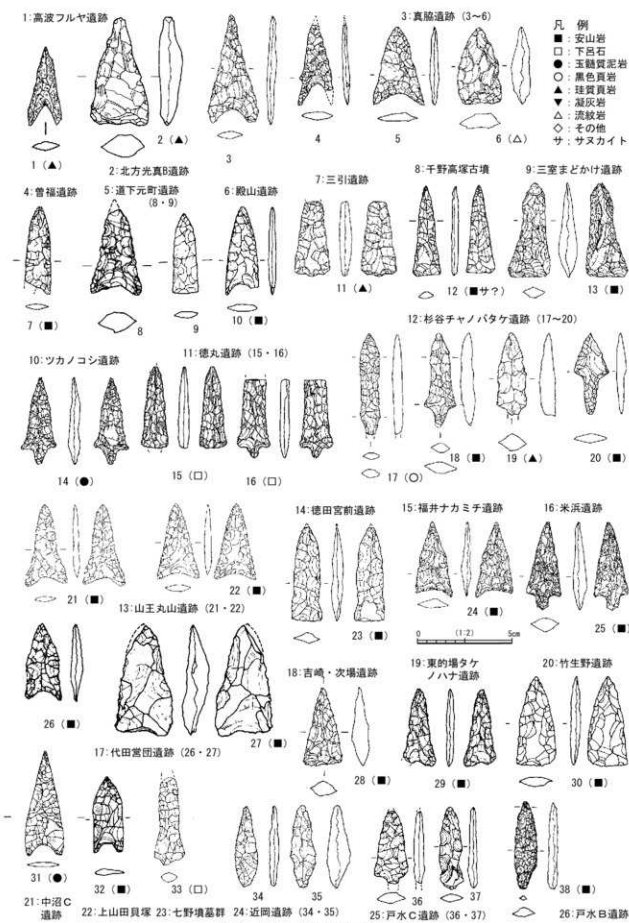 1：高波フルヤ遺跡
3：真脇遺跡（3〜6）
凡　例
■：安山岩
□：下呂石
●：玉髄質泥岩
○：黒色頁岩
▲：珪質頁岩
▼：凝灰岩
△：流紋岩
◇：その他
サ：サヌカイト
1（▲）
2（▲）
3
4
5
6（△）
2：北方光真B遺跡
4：曽福遺跡
5：道下元町遺跡
（8・9）
6：殿山遺跡
7：三引遺跡
8：千野高塚古墳
9：三室まどかけ遺跡
7（■）
8
9
10（■）
11（▲）
12（■サ？）
13（■）
10：ツカノコシ遺跡
11：徳丸遺跡（15・16）
12：杉谷チャノバタケ遺跡（17〜20）
14（●）
15（□）
16（□）
17（○）
18（■）
19（▲）
20（■）
14：徳田宮前遺跡
15：福井ナカミチ遺跡
16：米浜遺跡
21（■）
22（■）
13：山王丸山遺跡（21・22）
23（■）
24（■）
25（■）
0　（1:2）　5cm
18：吉崎・次場遺跡
19：東的場タケ
ノハナ遺跡
20：竹生野遺跡
26（■）
27（■）
17：代田営団遺跡（26・27）
28（■）
29（■）
30（■）
31（●）
32（■）
33（□）
34
35
36
37
38（■）
21：中沼C
遺跡
22：上山田貝塚
23：七野墳墓群
24：近岡遺跡（34・35）
25：戸水C遺跡（36・37）
26：戸水B遺跡